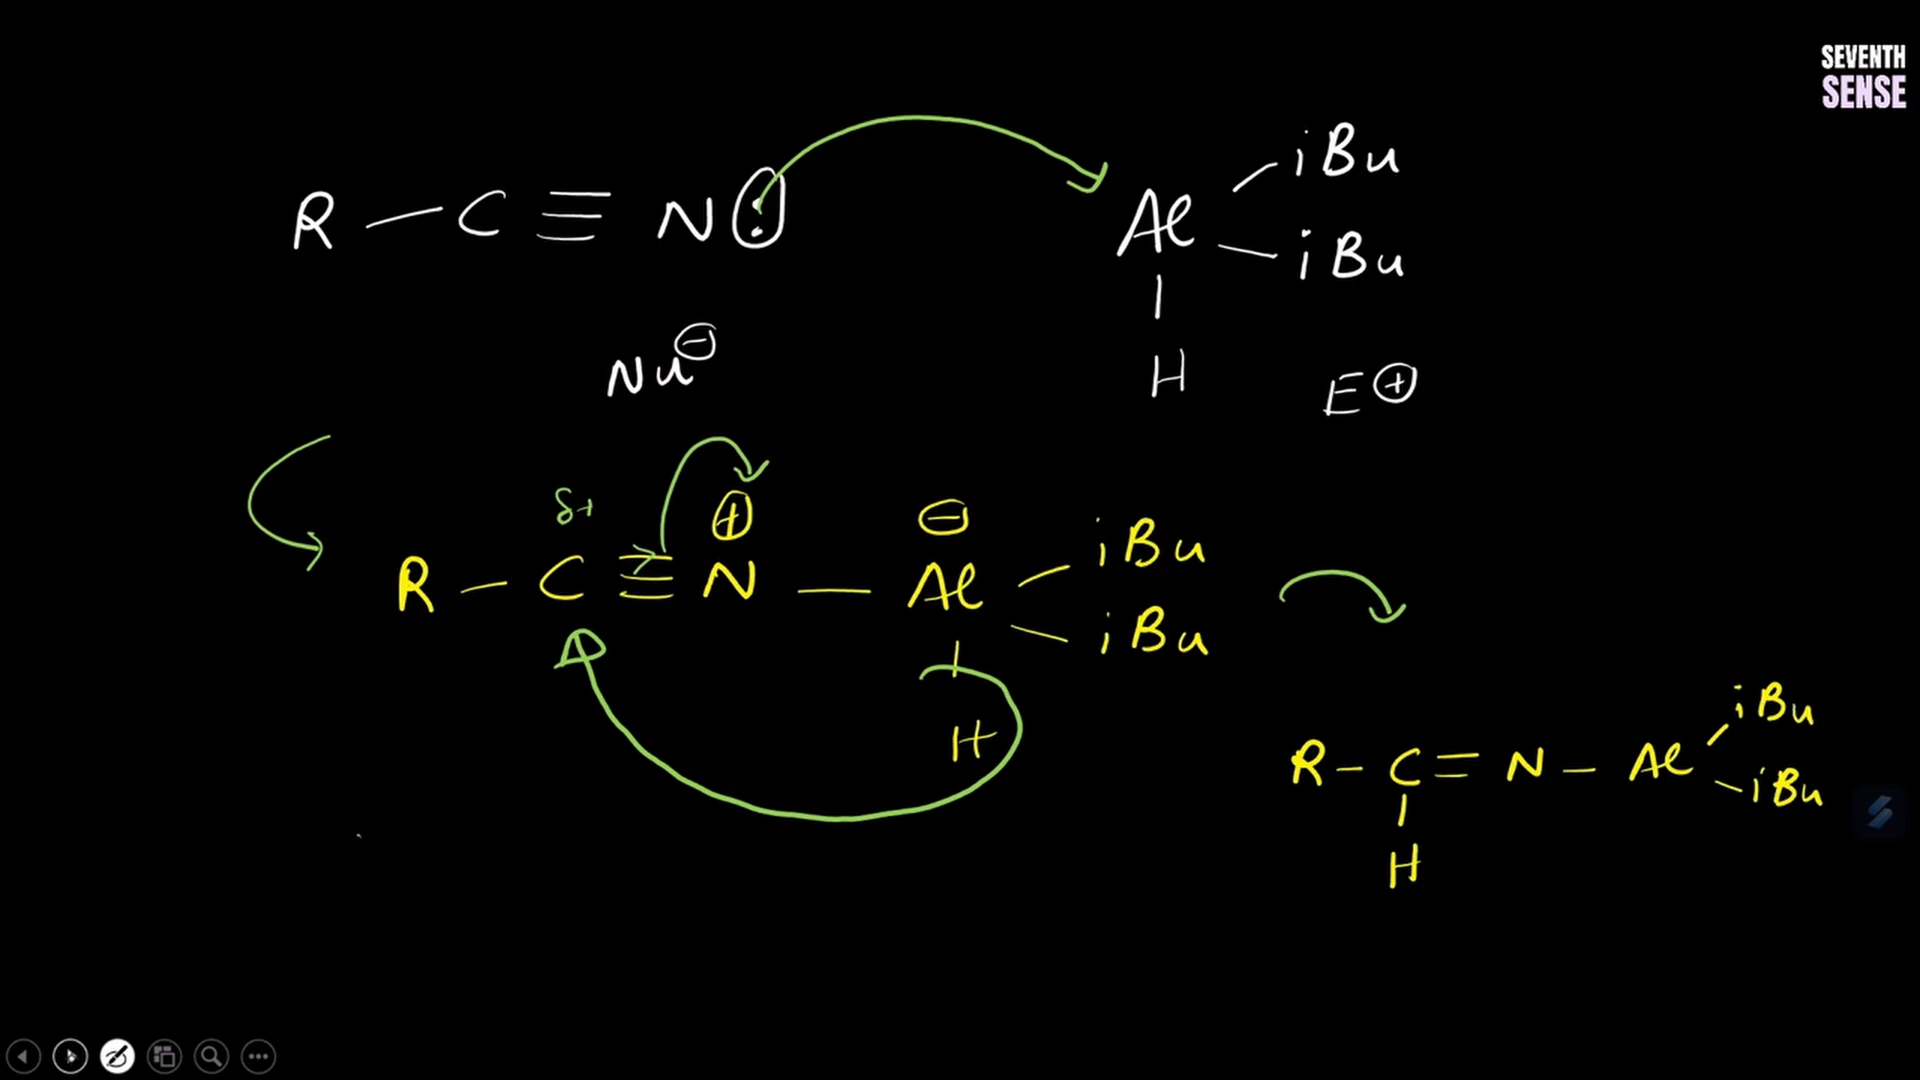 SEVENTH
SENSE
R — C ≡ N : Al iBu
iBu
H
Nu⊖ E⊕
δ+ ⊕ ⊖
R — C ≡ N — Al iBu
iBu
H
R — C = N — Al iBu
iBu
H